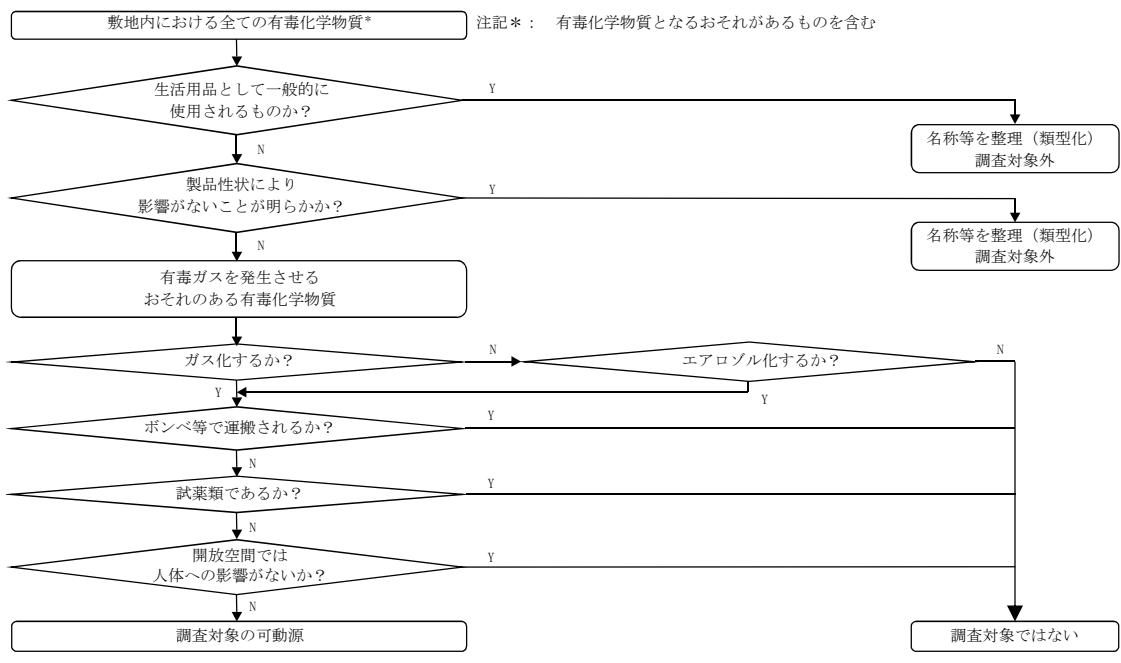 敷地内における全ての有毒化学物質*
注記＊：　有毒化学物質となるおそれがあるものを含む
生活用品として一般的に
使用されるものか？
Y
名称等を整理（類型化）
調査対象外
N
製品性状により
影響がないことが明らかか？
Y
名称等を整理（類型化）
調査対象外
N
有毒ガスを発生させる
おそれのある有毒化学物質
ガス化するか？
N
エアロゾル化するか？
N
Y
Y
ボンベ等で運搬されるか？
Y
N
試薬類であるか？
Y
N
開放空間では
人体への影響がないか？
Y
N
調査対象の可動源
調査対象ではない